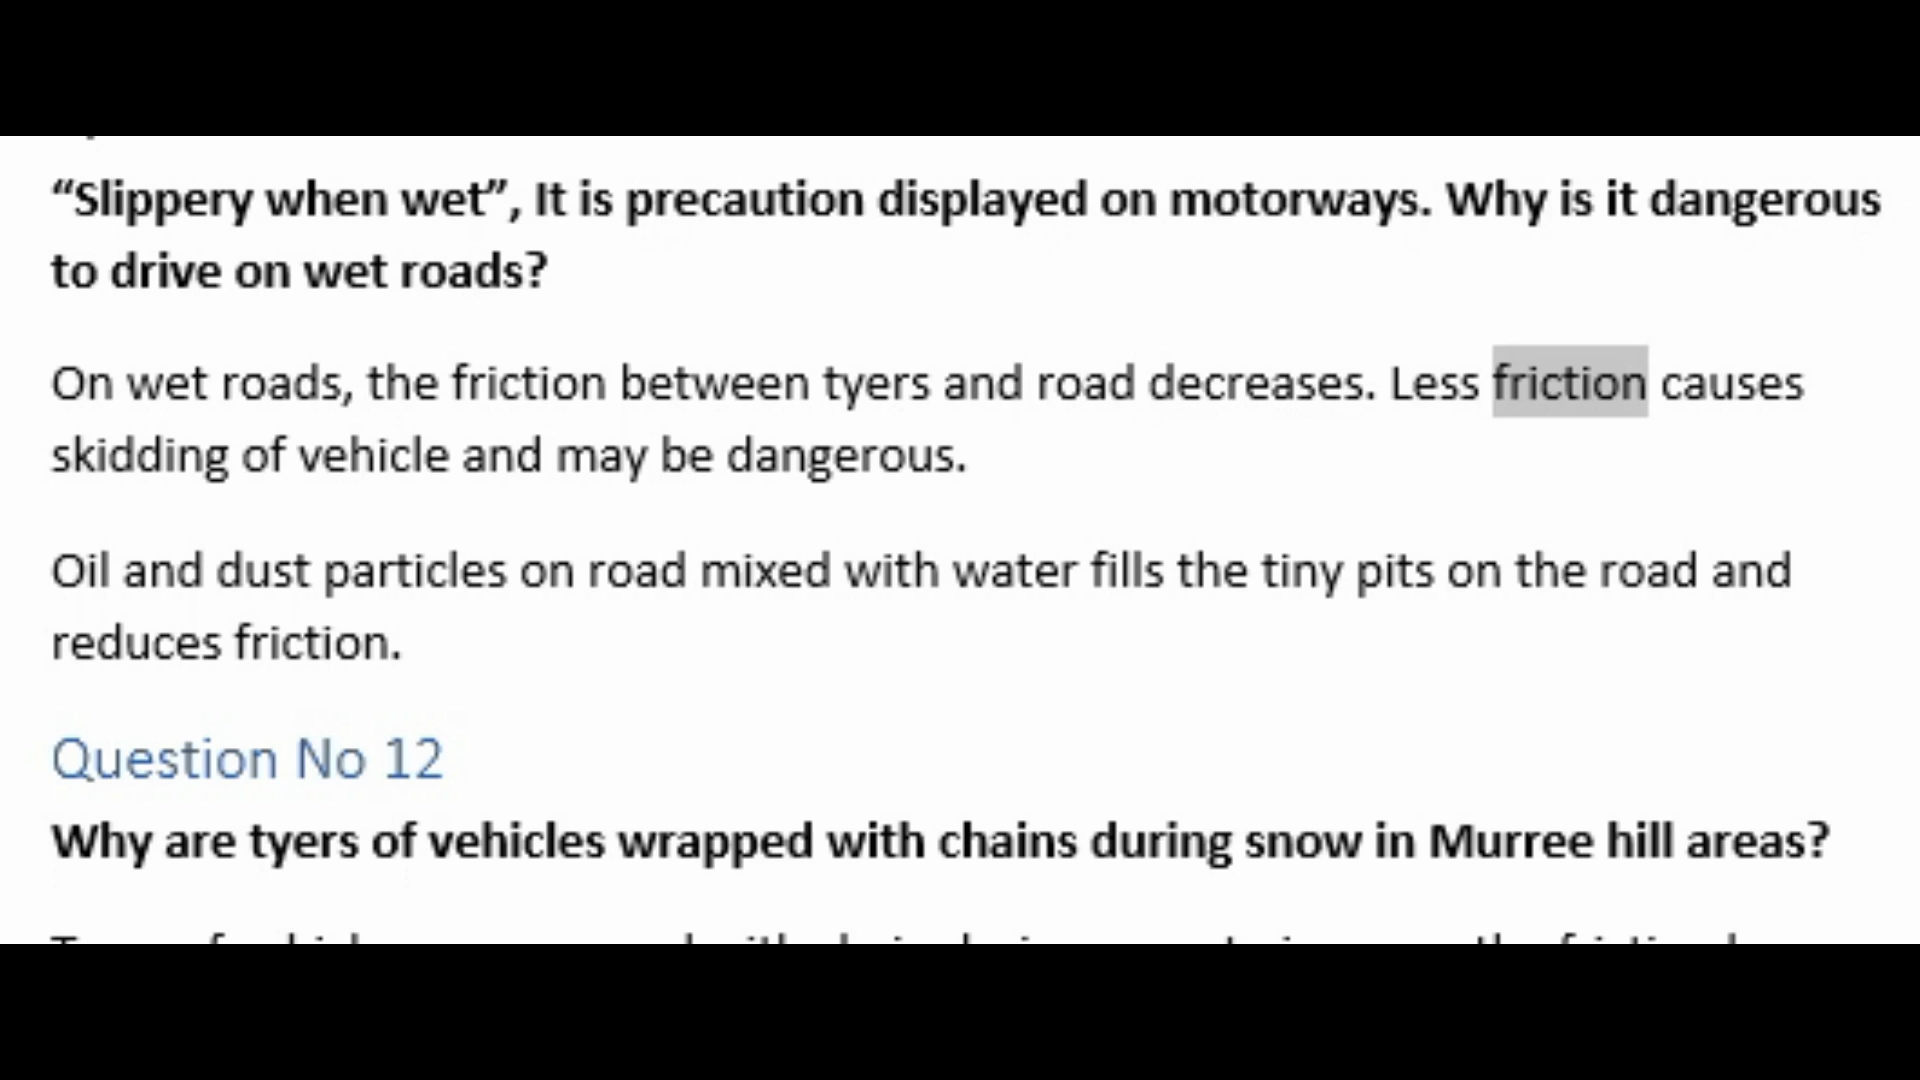 “Slippery when wet”, It is precaution displayed on motorways. Why is it dangerous
to drive on wet roads?
On wet roads, the friction between tyers and road decreases. Less friction causes
skidding of vehicle and may be dangerous.
Oil and dust particles on road mixed with water fills the tiny pits on the road and
reduces friction.
Question No 12
Why are tyers of vehicles wrapped with chains during snow in Murree hill areas?